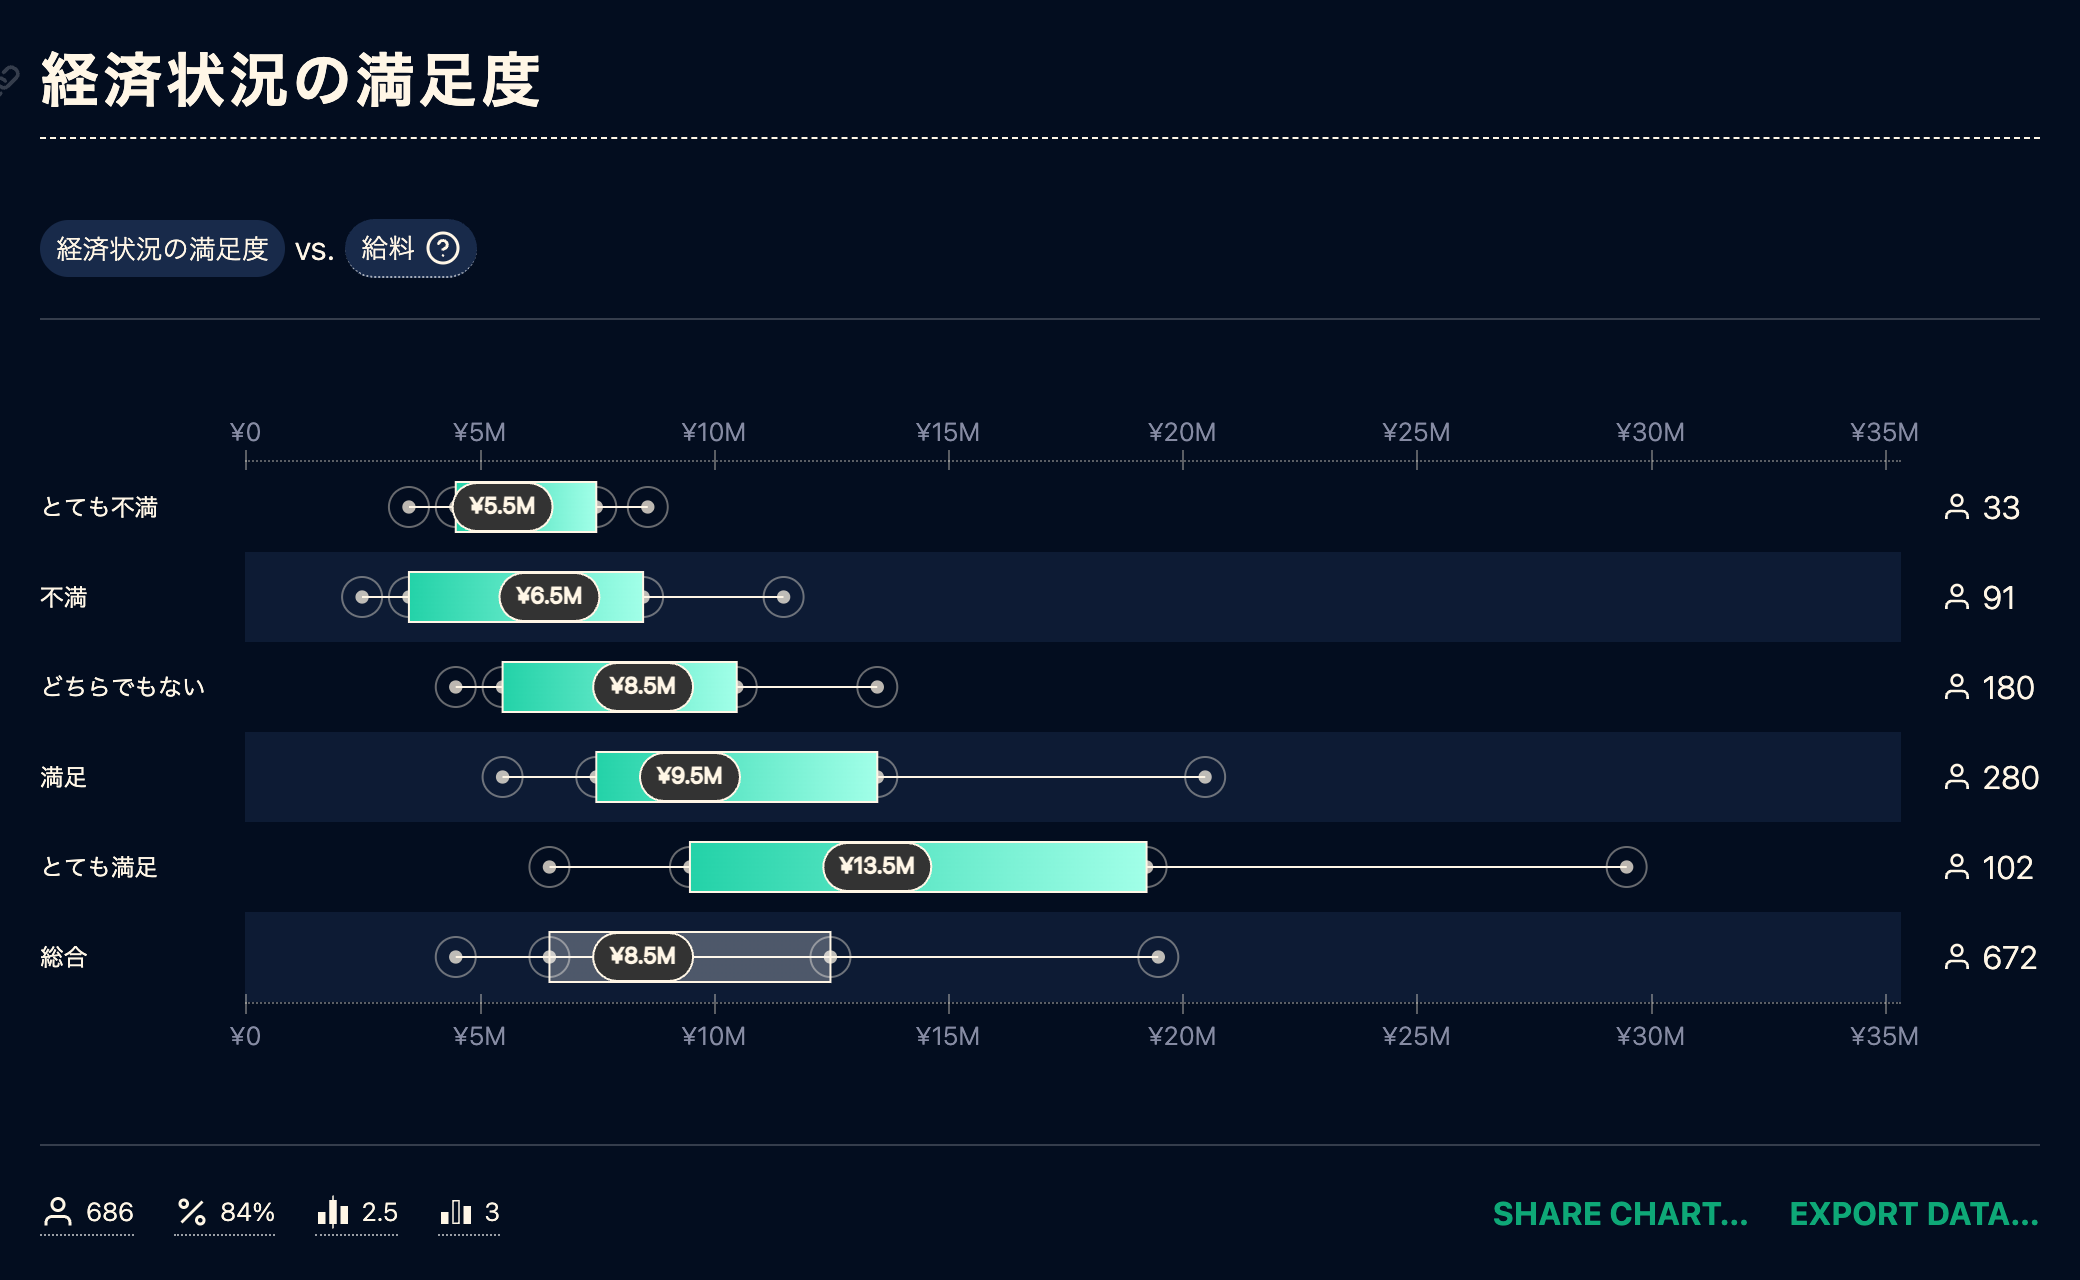 経済状況の満足度
経済状況の満足度 vs. 給料 ?
¥0 ¥5M ¥10M ¥15M ¥20M ¥25M ¥30M ¥35M
とても不満 ¥5.5M 33
不満 ¥6.5M 91
どちらでもない ¥8.5M 180
満足 ¥9.5M 280
とても満足 ¥13.5M 102
総合 ¥8.5M 672
¥0 ¥5M ¥10M ¥15M ¥20M ¥25M ¥30M ¥35M
686 84% 2.5 3 SHARE CHART... EXPORT DATA...